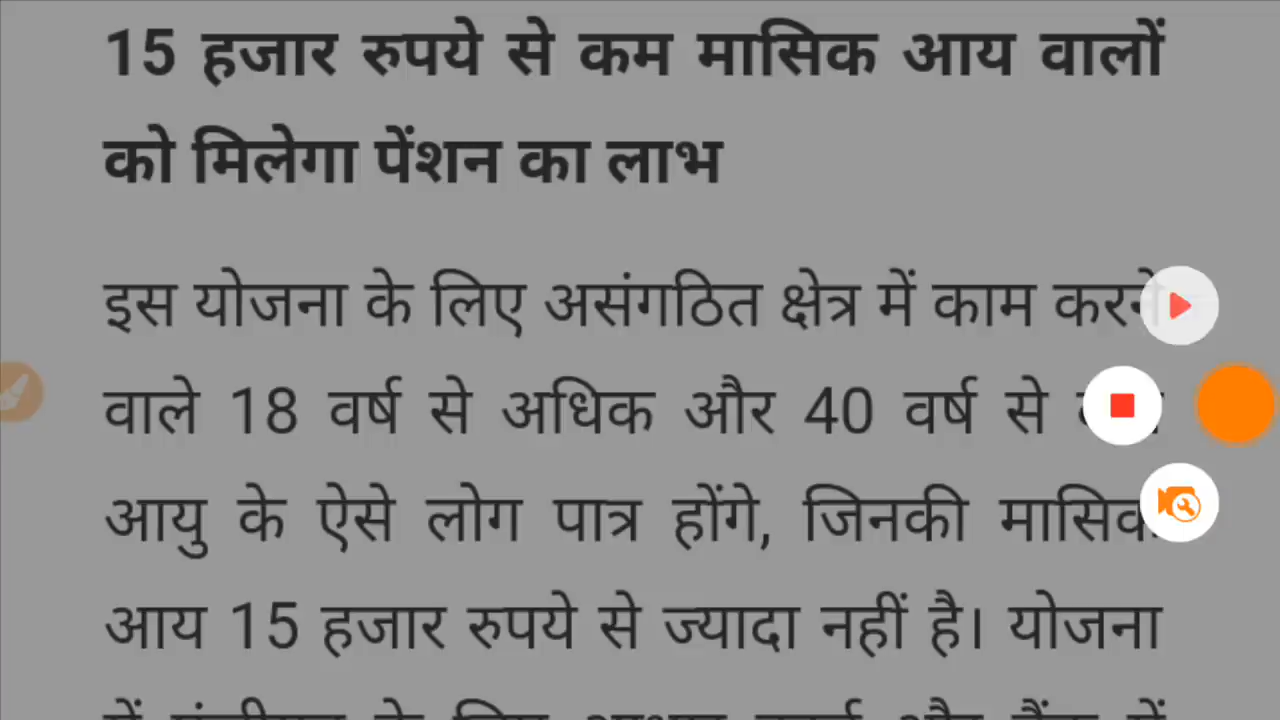 15 हजार रुपये से कम मासिक आय वालों
को मिलेगा पेंशन का लाभ
इस योजना के लिए असंगठित क्षेत्र में काम करने
वाले 18 वर्ष से अधिक और 40 वर्ष से
आयु के ऐसे लोग पात्र होंगे, जिनकी मासिक
आय 15 हजार रुपये से ज्यादा नहीं है। योजना